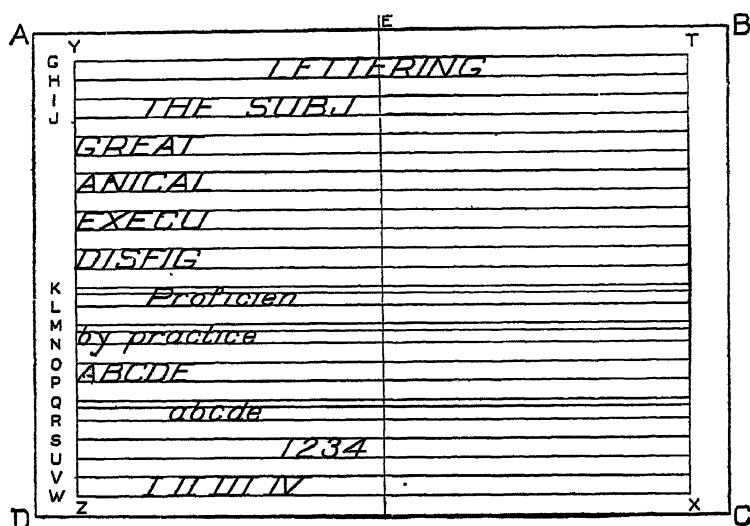 A E B
Y T
G LETTERING
H
I THE SUBJ
J
GREAT
ANICAL
EXECU
DISFIG
K Proficien
L
M by practice
N
O ABCDE
P
Q abcde
R
S 1234
U
V I II III IV
W
Z X
D C